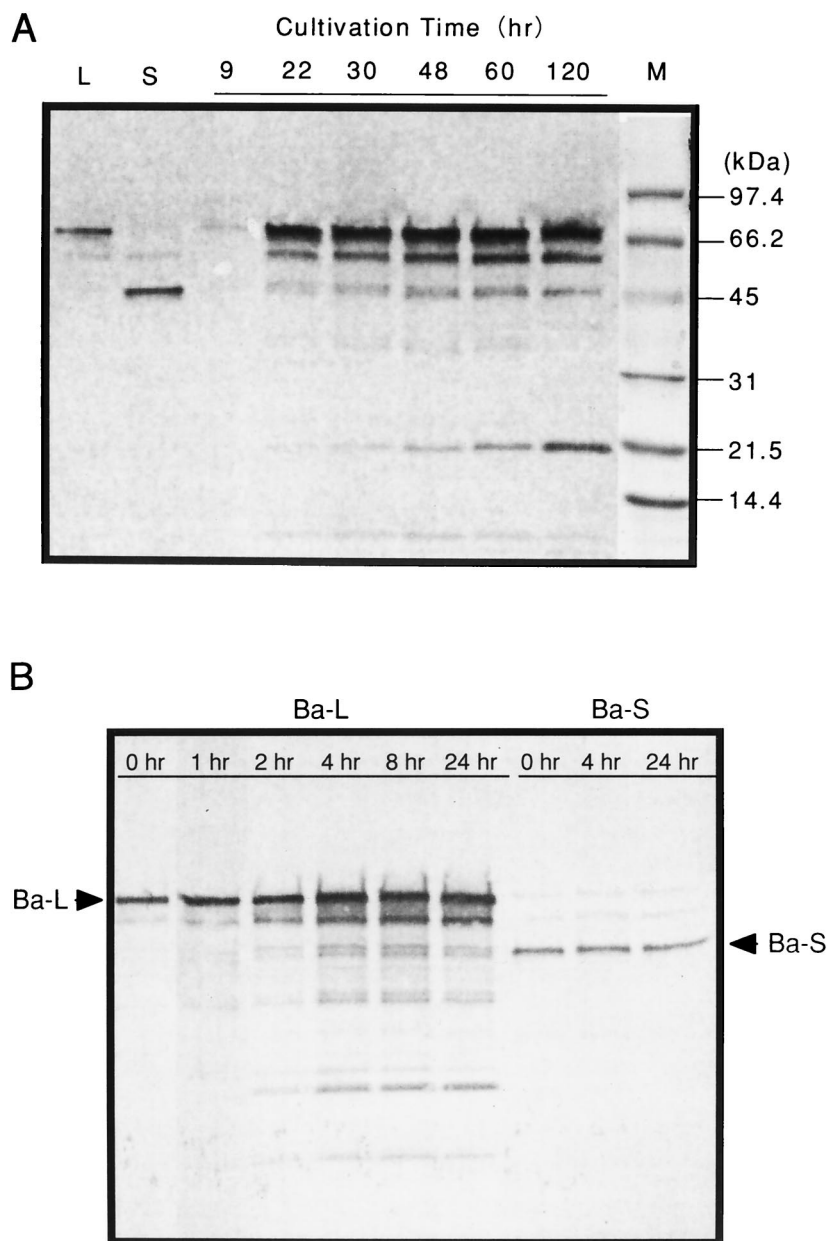 A
Cultivation Time (hr)
L S 9 22 30 48 60 120 M
(kDa)
97.4
66.2
45
31
21.5
14.4
B
Ba-L Ba-S
0 hr 1 hr 2 hr 4 hr 8 hr 24 hr 0 hr 4 hr 24 hr
Ba-L
Ba-S